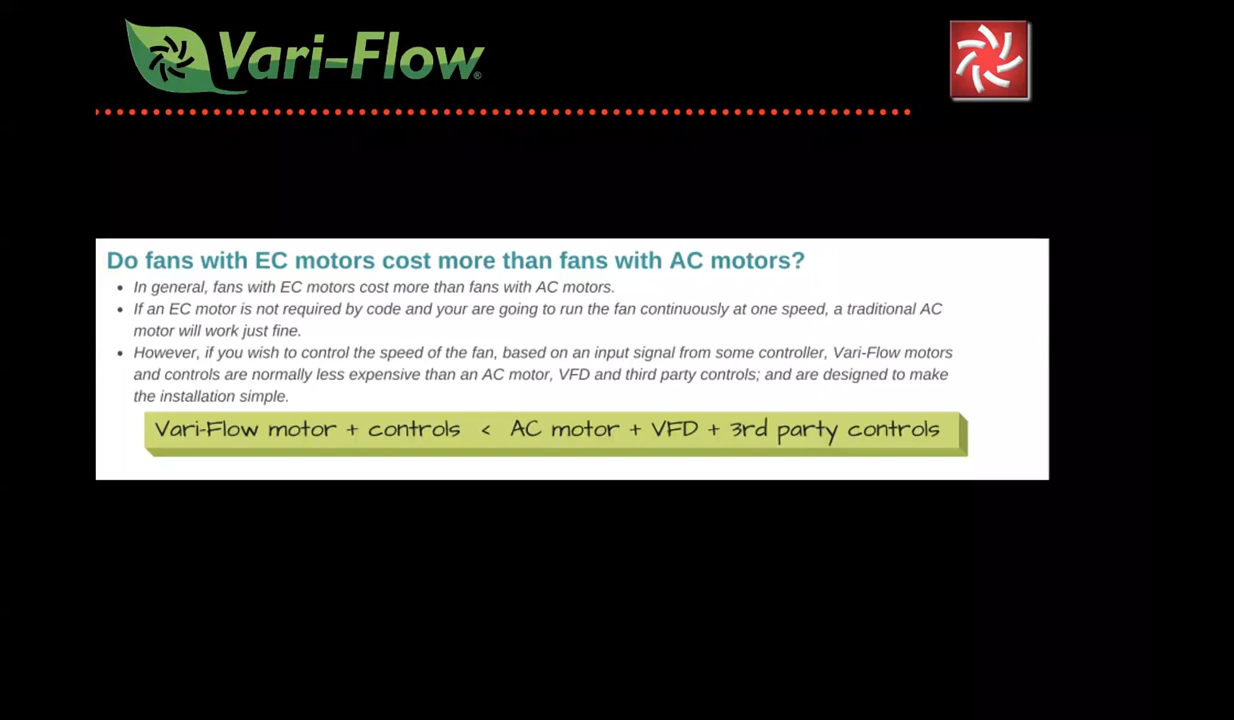 Vari-Flow®
Do fans with EC motors cost more than fans with AC motors?
• In general, fans with EC motors cost more than fans with AC motors.
• If an EC motor is not required by code and your are going to run the fan continuously at one speed, a traditional AC
motor will work just fine.
• However, if you wish to control the speed of the fan, based on an input signal from some controller, Vari-Flow motors
and controls are normally less expensive than an AC motor, VFD and third party controls; and are designed to make
the installation simple.
Vari-Flow motor + controls < AC motor + VFD + 3rd party controls